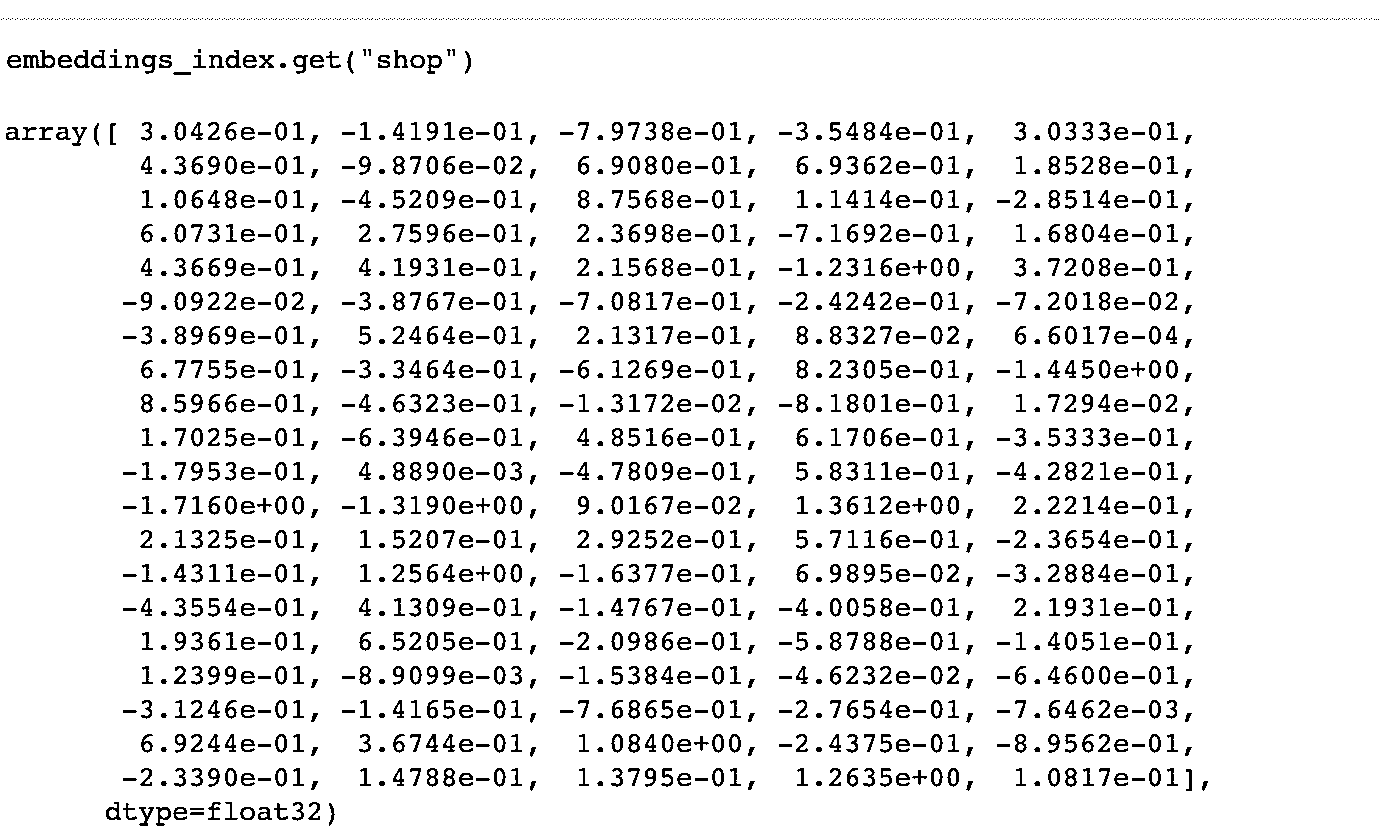 embeddings_index.get("shop")
array([ 3.0426e-01, -1.4191e-01, -7.9738e-01, -3.5484e-01,  3.0333e-01,
        4.3690e-01, -9.8706e-02,  6.9080e-01,  6.9362e-01,  1.8528e-01,
        1.0648e-01, -4.5209e-01,  8.7568e-01,  1.1414e-01, -2.8514e-01,
        6.0731e-01,  2.7596e-01,  2.3698e-01, -7.1692e-01,  1.6804e-01,
        4.3669e-01,  4.1931e-01,  2.1568e-01, -1.2316e+00,  3.7208e-01,
       -9.0922e-02, -3.8767e-01, -7.0817e-01, -2.4242e-01, -7.2018e-02,
       -3.8969e-01,  5.2464e-01,  2.1317e-01,  8.8327e-02,  6.6017e-04,
        6.7755e-01, -3.3464e-01, -6.1269e-01,  8.2305e-01, -1.4450e+00,
        8.5966e-01, -4.6323e-01, -1.3172e-02, -8.1801e-01,  1.7294e-02,
        1.7025e-01, -6.3946e-01,  4.8516e-01,  6.1706e-01, -3.5333e-01,
       -1.7953e-01,  4.8890e-03, -4.7809e-01,  5.8311e-01, -4.2821e-01,
       -1.7160e+00, -1.3190e+00,  9.0167e-02,  1.3612e+00,  2.2214e-01,
        2.1325e-01,  1.5207e-01,  2.9252e-01,  5.7116e-01, -2.3654e-01,
       -1.4311e-01,  1.2564e+00, -1.6377e-01,  6.9895e-02, -3.2884e-01,
       -4.3554e-01,  4.1309e-01, -1.4767e-01, -4.0058e-01,  2.1931e-01,
        1.9361e-01,  6.5205e-01, -2.0986e-01, -5.8788e-01, -1.4051e-01,
        1.2399e-01, -8.9099e-03, -1.5384e-01, -4.6232e-02, -6.4600e-01,
       -3.1246e-01, -1.4165e-01, -7.6865e-01, -2.7654e-01, -7.6462e-03,
        6.9244e-01,  3.6744e-01,  1.0840e+00, -2.4375e-01, -8.9562e-01,
       -2.3390e-01,  1.4788e-01,  1.3795e-01,  1.2635e+00,  1.0817e-01],
      dtype=float32)